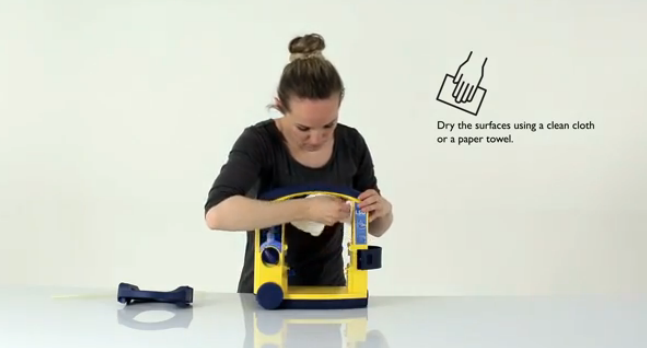 Dry the surfaces using a clean cloth
or a paper towel.